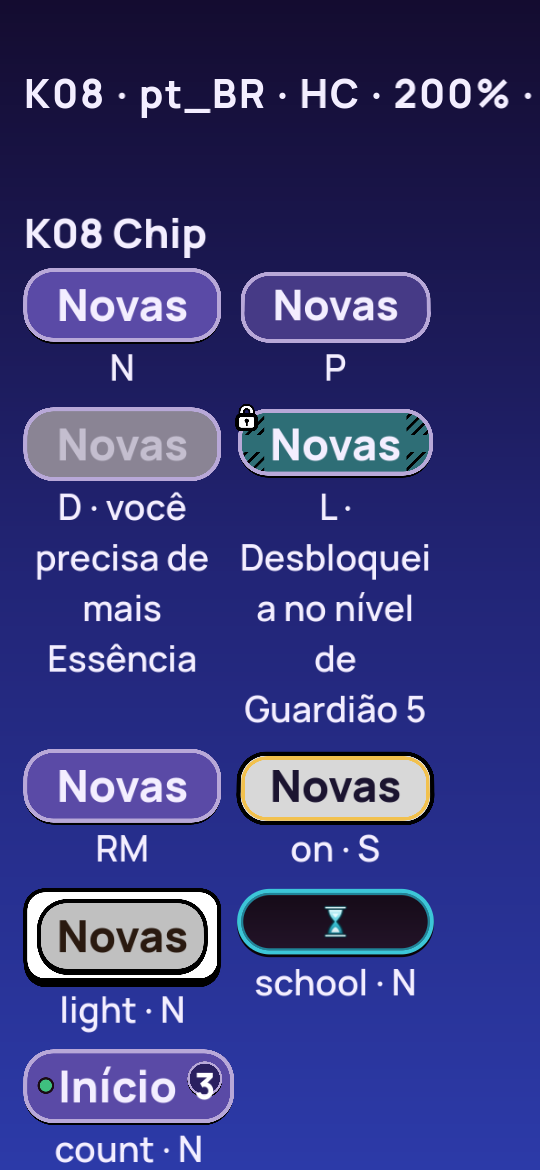 K08 · pt_BR · HC · 200% ·
K08 Chip
Novas
N
Novas
P
Novas
D · você
precisa de
mais
Essência
Novas
L ·
Desbloquei
a no nível
de
Guardião 5
Novas
RM
Novas
on · S
Novas
light · N
school · N
Início 3
count · N